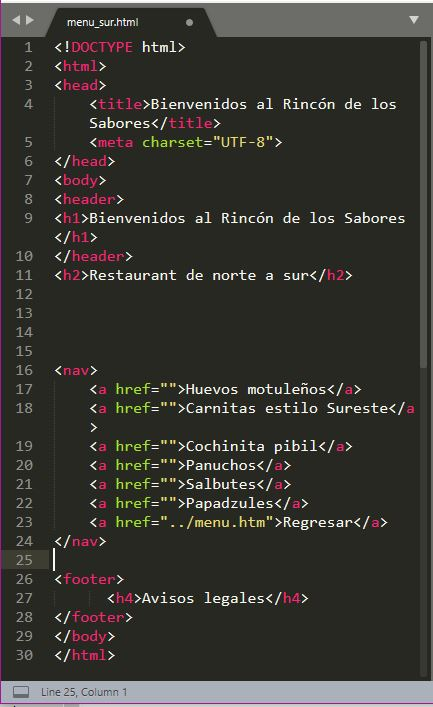 menu_sur.html
1 <!DOCTYPE html>
2 <html>
3 <head>
4 <title>Bienvenidos al Rincón de los
Sabores</title>
5 <meta charset="UTF-8">
6 </head>
7 <body>
8 <header>
9 <h1>Bienvenidos al Rincón de los Sabores
</h1>
10 </header>
11 <h2>Restaurant de norte a sur</h2>
12
13
14
15
16 <nav>
17 <a href="">Huevos motuleños</a>
18 <a href="">Carnitas estilo Sureste</a
>
19 <a href="">Cochinita pibil</a>
20 <a href="">Panuchos</a>
21 <a href="">Salbutes</a>
22 <a href="">Papadzules</a>
23 <a href="../menu.htm">Regresar</a>
24 </nav>
25
26 <footer>
27 <h4>Avisos legales</h4>
28 </footer>
29 </body>
30 </html>
Line 25, Column 1